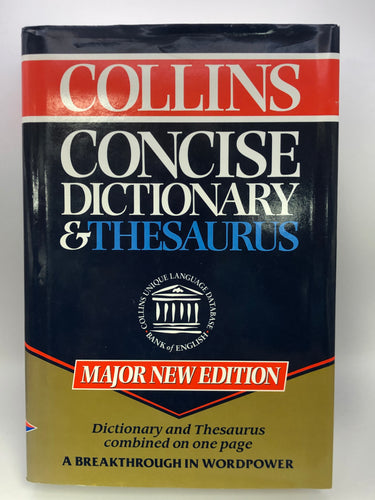 COLLINS
CONCISE
DICTIONARY
& THESAURUS
COLLINS UNIQUE LANGUAGE DATABASE
· BANK of ENGLISH ·
MAJOR NEW EDITION
Dictionary and Thesaurus
combined on one page
A BREAKTHROUGH IN WORDPOWER